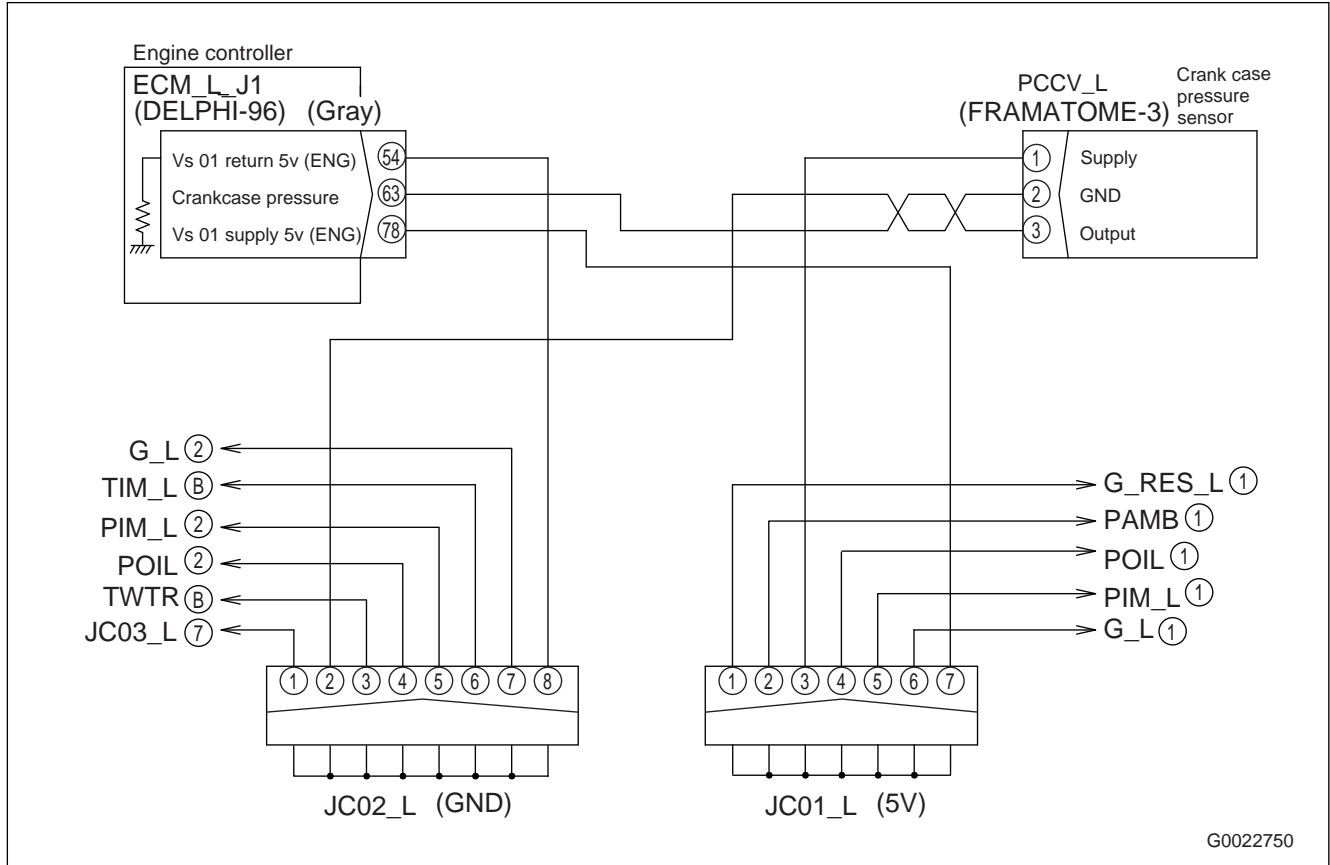 Engine controller
ECM_L_J1
(DELPHI-96) (Gray)
Vs 01 return 5v (ENG) 54
Crankcase pressure 63
Vs 01 supply 5v (ENG) 78
PCCV_L
(FRAMATOME-3)
Crank case
pressure
sensor
1 Supply
2 GND
3 Output
G_L 2
TIM_L B
PIM_L 2
POIL 2
TWTR B
JC03_L 7
1 2 3 4 5 6 7 8
JC02_L (GND)
G_RES_L 1
PAMB 1
POIL 1
PIM_L 1
G_L 1
1 2 3 4 5 6 7
JC01_L (5V)
G0022750